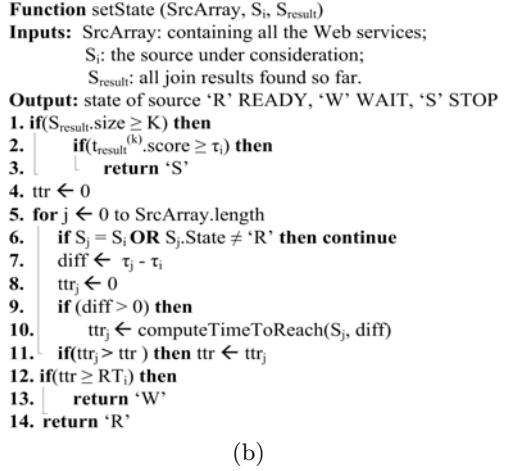 Function setState (SrcArray, Sᵢ, S_result)
Inputs: SrcArray: containing all the Web services;
Sᵢ: the source under consideration;
S_result: all join results found so far.
Output: state of source ‘R’ READY, ‘W’ WAIT, ‘S’ STOP
1. if(S_result.size ≥ K) then
2. if(t_result^(k).score ≥ τᵢ) then
3. return ‘S’
4. ttr ← 0
5. for j ← 0 to SrcArray.length
6. if Sⱼ = Sᵢ OR Sⱼ.State ≠ ‘R’ then continue
7. diff ← τⱼ - τᵢ
8. ttrⱼ ← 0
9. if (diff > 0) then
10. ttrⱼ ← computeTimeToReach(Sⱼ, diff)
11. if(ttrⱼ > ttr ) then ttr ← ttrⱼ
12. if(ttr ≥ RTᵢ) then
13. return ‘W’
14. return ‘R’
(b)